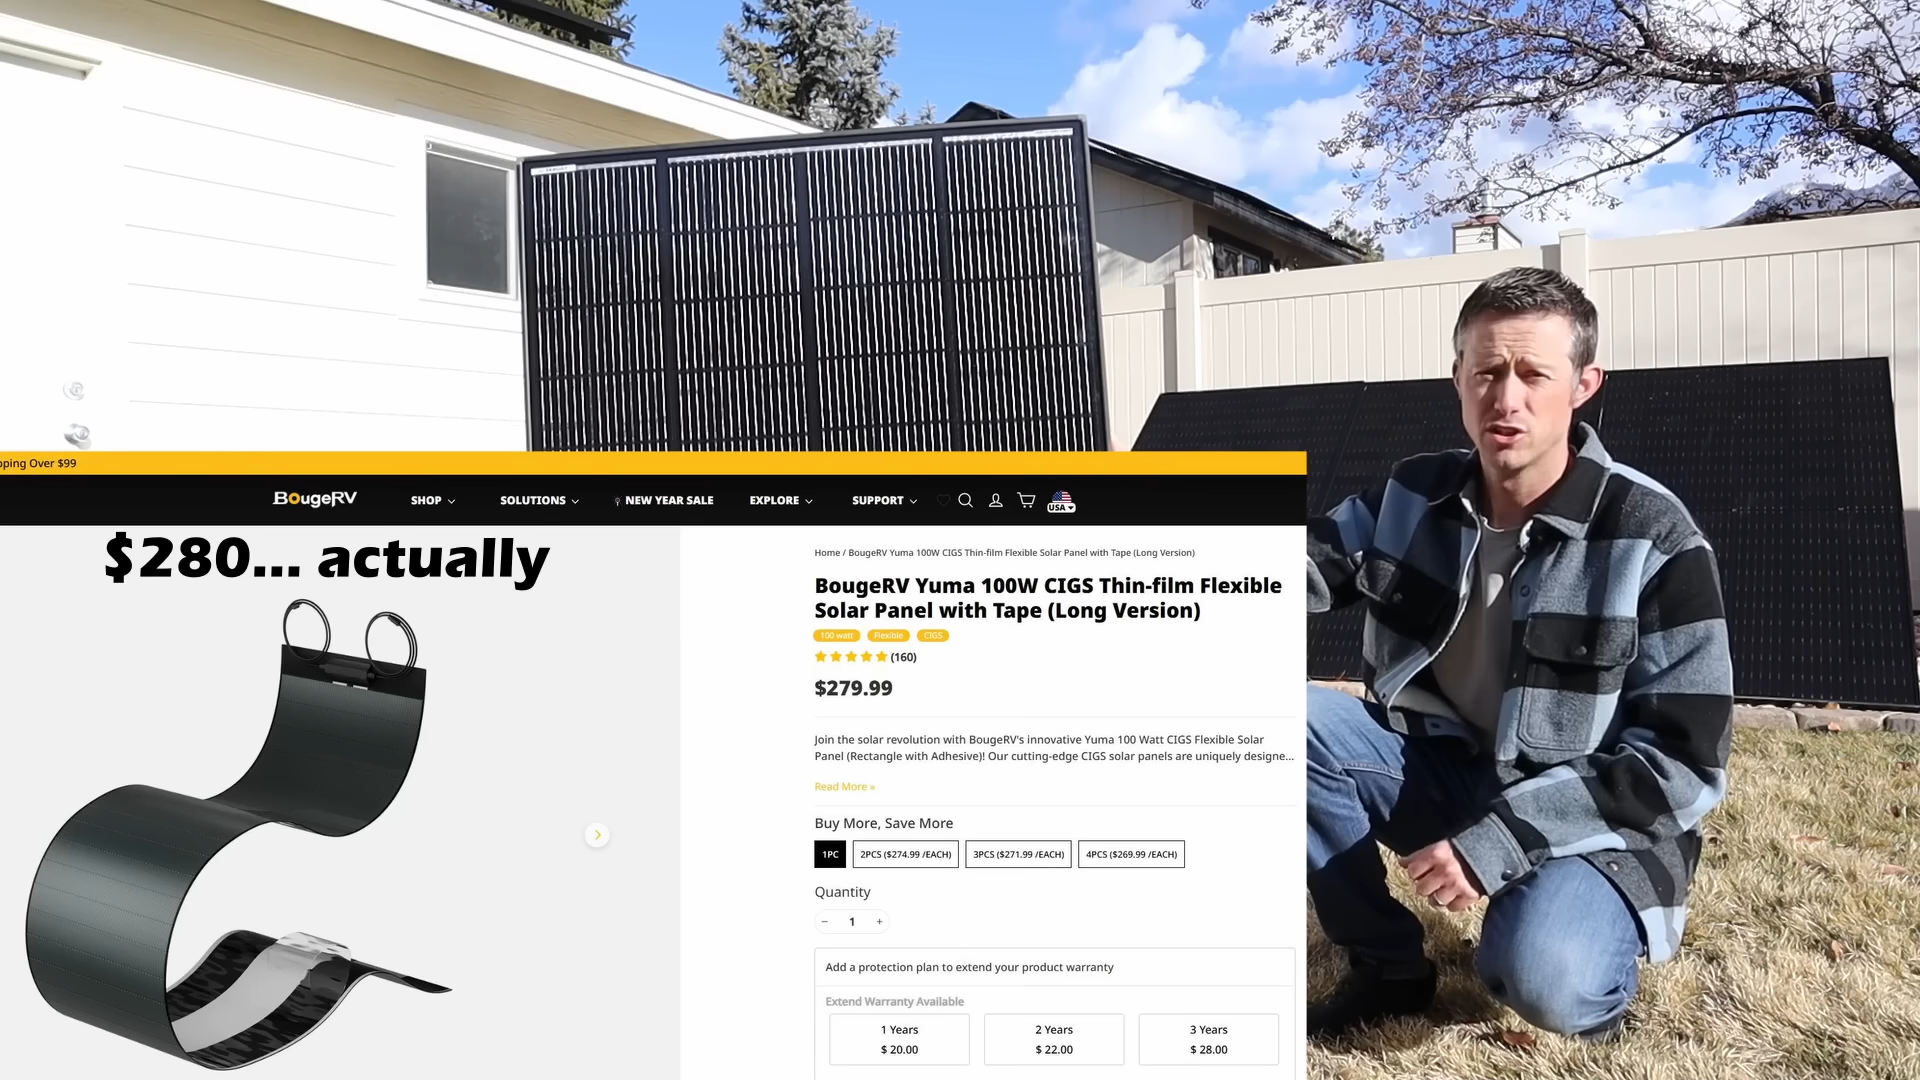 pping Over $99
BougeRV
SHOP
SOLUTIONS
NEW YEAR SALE
EXPLORE
SUPPORT
USA
$280... actually
Home / BougeRV Yuma 100W CIGS Thin-film Flexible Solar Panel with Tape (Long Version)
BougeRV Yuma 100W CIGS Thin-film Flexible
Solar Panel with Tape (Long Version)
100 watt
Flexible
CIGS
(160)
$279.99
Join the solar revolution with BougeRV's innovative Yuma 100 Watt CIGS Flexible Solar
Panel (Rectangle with Adhesive)! Our cutting-edge CIGS solar panels are uniquely designe...
Read More »
Buy More, Save More
1PC
2PCS ($274.99 /EACH)
3PCS ($271.99 /EACH)
4PCS ($269.99 /EACH)
Quantity
− 1 +
Add a protection plan to extend your product warranty
Extend Warranty Available
1 Years
$ 20.00
2 Years
$ 22.00
3 Years
$ 28.00